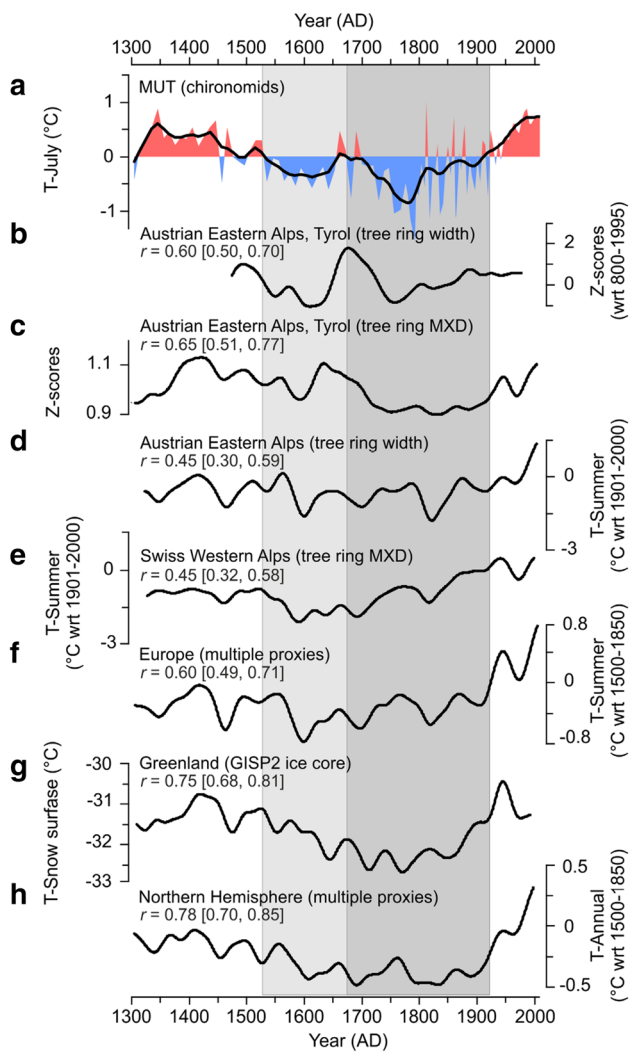 Year (AD)
1300 1400 1500 1600 1700 1800 1900 2000
a
MUT (chironomids)
T-July (°C)
1
0
-1
b
Austrian Eastern Alps, Tyrol (tree ring width)
r = 0.60 [0.50, 0.70]
2
0
Z-scores
(wrt 800-1995)
c
Austrian Eastern Alps, Tyrol (tree ring MXD)
r = 0.65 [0.51, 0.77]
Z-scores
1.1
0.9
d
Austrian Eastern Alps (tree ring width)
r = 0.45 [0.30, 0.59]
0
-3
T-Summer
(°C wrt 1901-2000)
e
Swiss Western Alps (tree ring MXD)
r = 0.45 [0.32, 0.58]
T-Summer
(°C wrt 1901-2000)
0
-3
f
Europe (multiple proxies)
r = 0.60 [0.49, 0.71]
0.8
0
-0.8
T-Summer
(°C wrt 1500-1850)
g
Greenland (GISP2 ice core)
r = 0.75 [0.68, 0.81]
T-Snow surfase (°C)
-30
-31
-32
-33
h
Northern Hemisphere (multiple proxies)
r = 0.78 [0.70, 0.85]
0.5
0
-0.5
T-Annual
(°C wrt 1500-1850)
1300 1400 1500 1600 1700 1800 1900 2000
Year (AD)